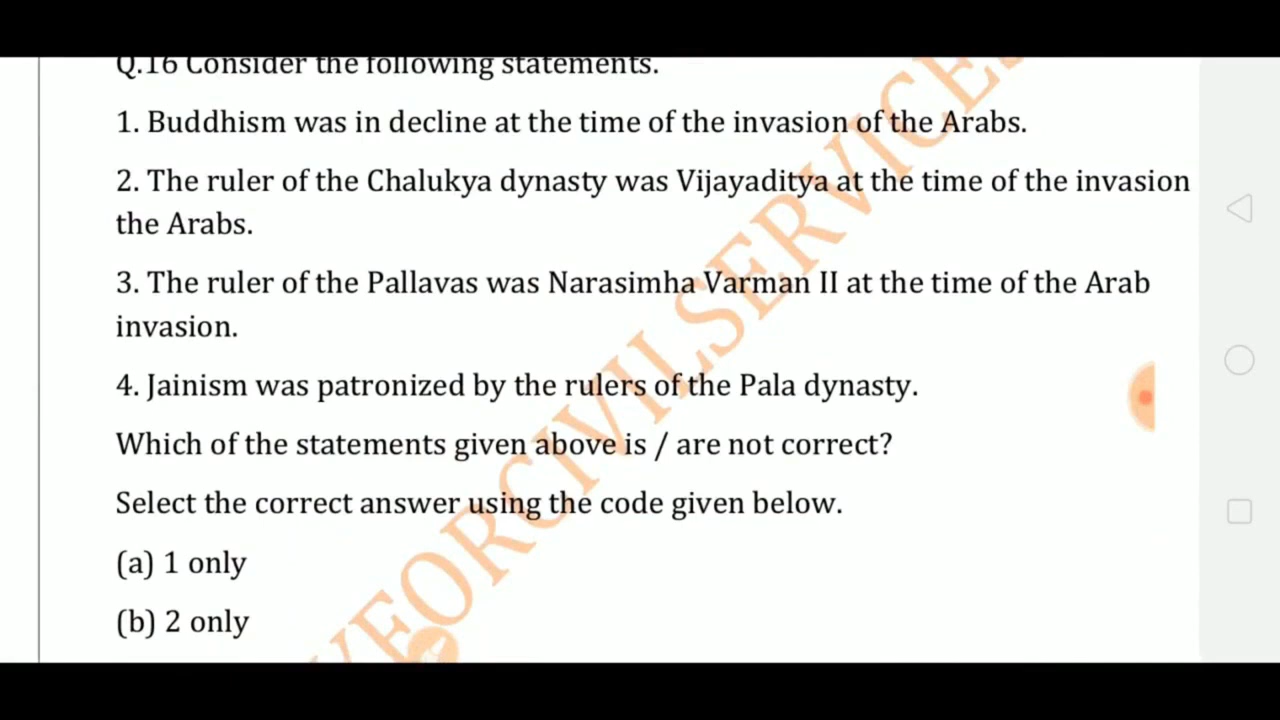 Q.16 Consider the following statements.
1. Buddhism was in decline at the time of the invasion of the Arabs.
2. The ruler of the Chalukya dynasty was Vijayaditya at the time of the invasion
the Arabs.
3. The ruler of the Pallavas was Narasimha Varman II at the time of the Arab
invasion.
4. Jainism was patronized by the rulers of the Pala dynasty.
Which of the statements given above is / are not correct?
Select the correct answer using the code given below.
(a) 1 only
(b) 2 only